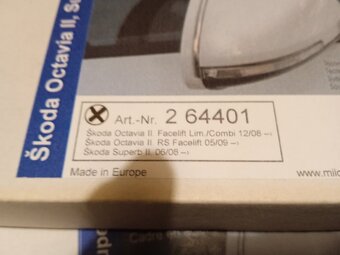 Škoda Octavia II, S
Art.-Nr. 2 64401
Škoda Octavia II. Facelift Lim./Combi 12/08 -->
Škoda Octavia II. RS Facelift 05/09 -->
Škoda Superb II. 06/08 -->
Made in Europe
www.mii